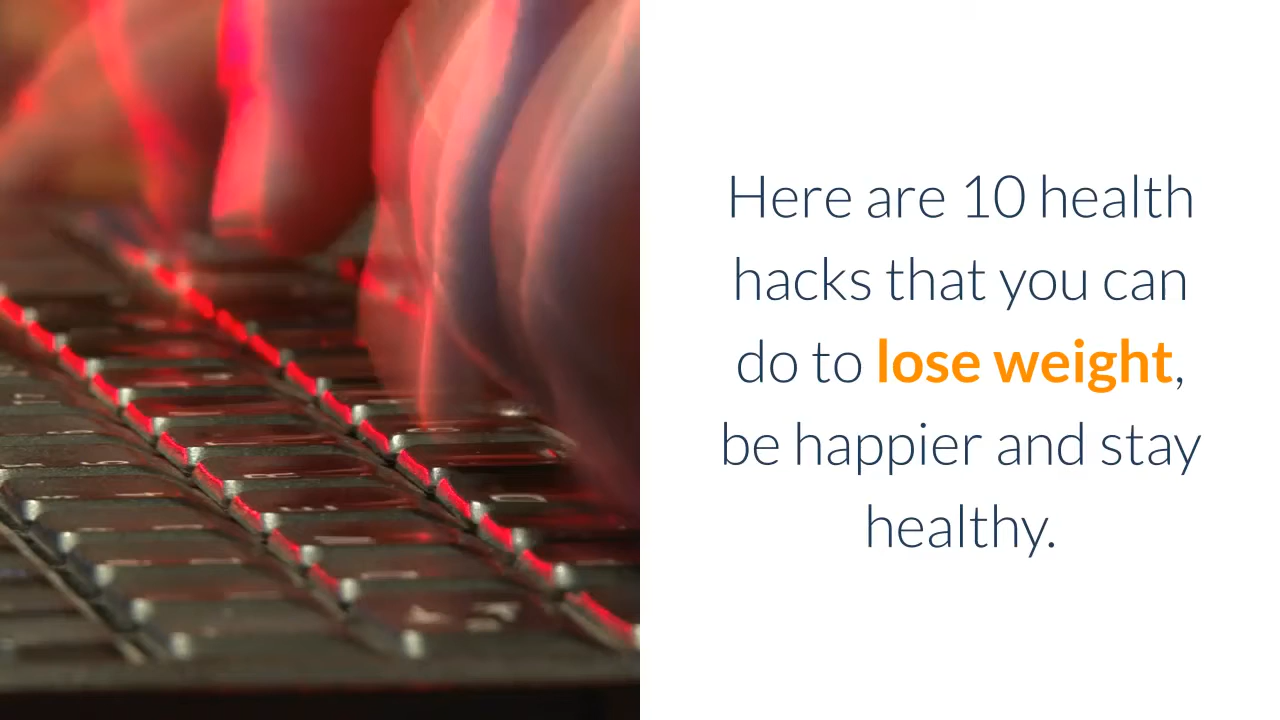 Here are 10 health
hacks that you can
do to lose weight,
be happier and stay
healthy.